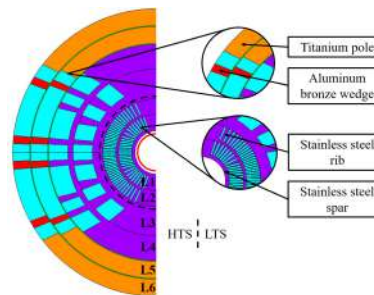 Titanium pole
Aluminum
bronze wedge
Stainless steel
rib
Stainless steel
spar
L1
L2
L3
L4
L5
L6
HTS
LTS